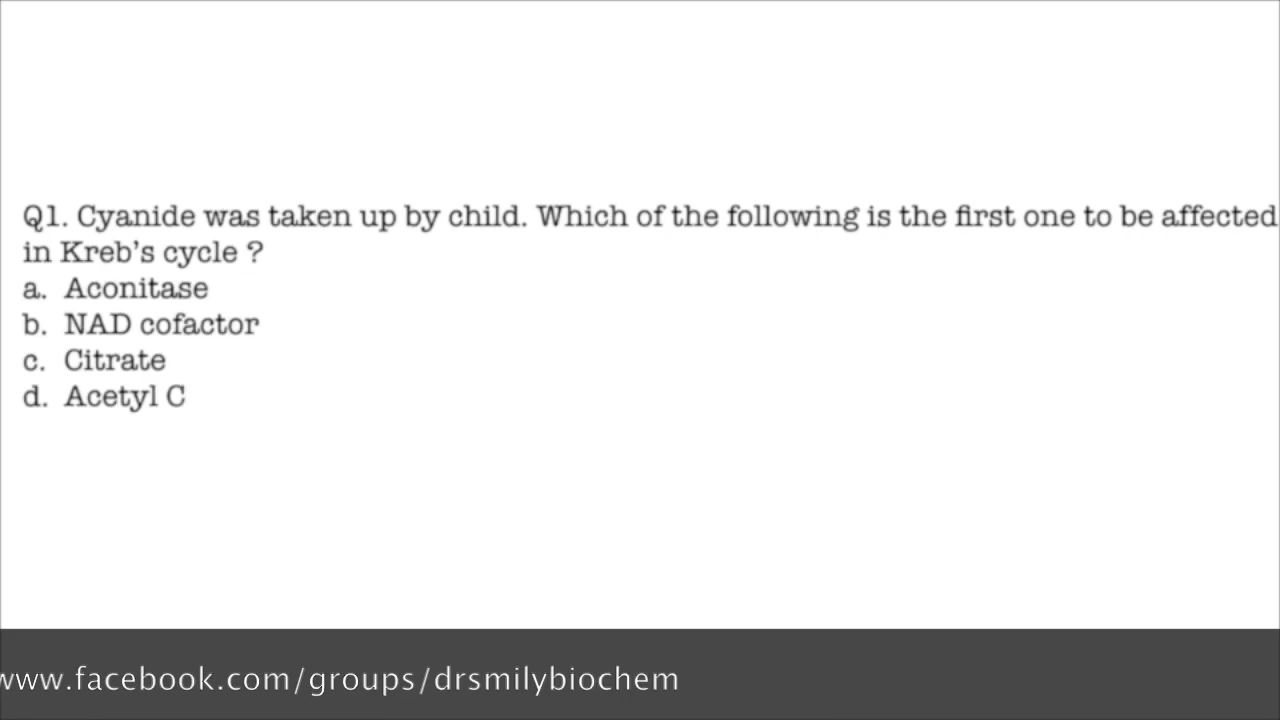 Q1. Cyanide was taken up by child. Which of the following is the first one to be affected
in Kreb's cycle ?
a. Aconitase
b. NAD cofactor
c. Citrate
d. Acetyl C
www.facebook.com/groups/drsmilybiochem